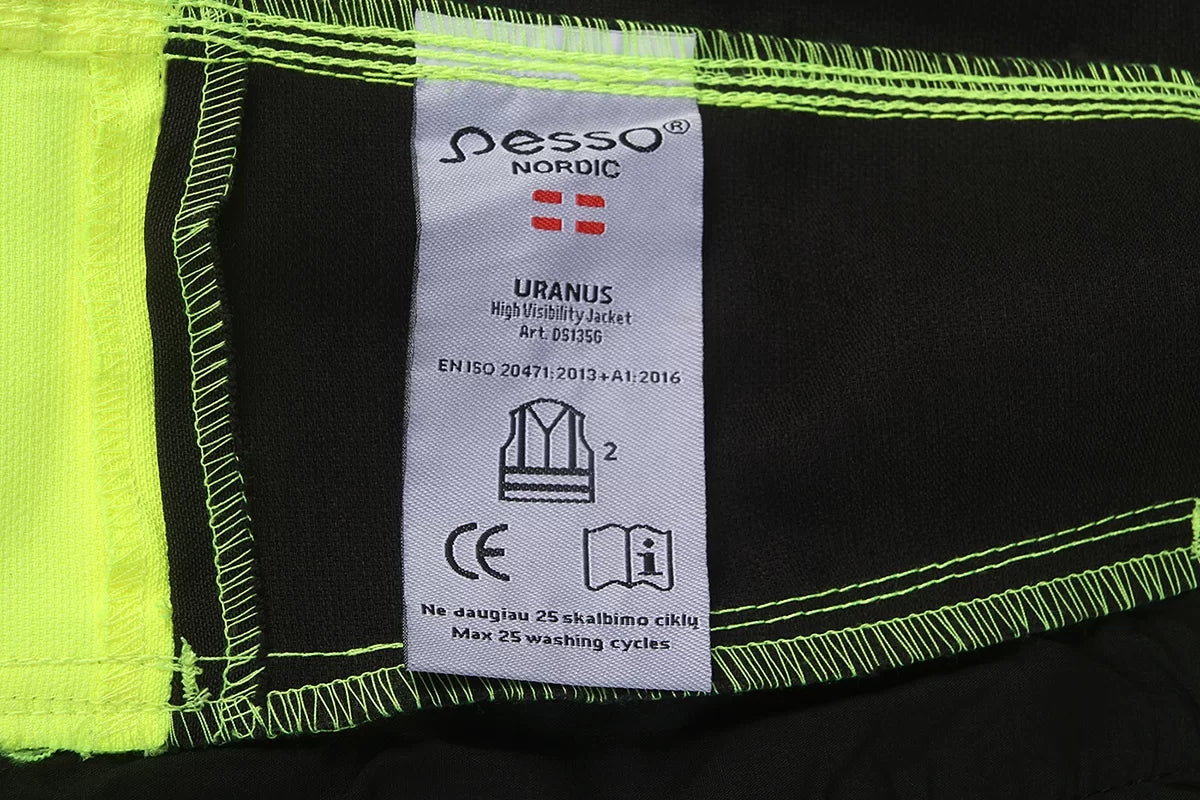 pesso®
NORDIC
URANUS
High Visibility Jacket
Art. DS135G
EN ISO 20471:2013+A1:2016
2
CE
i
Ne daugiau 25 skalbimo ciklų
Max 25 washing cycles